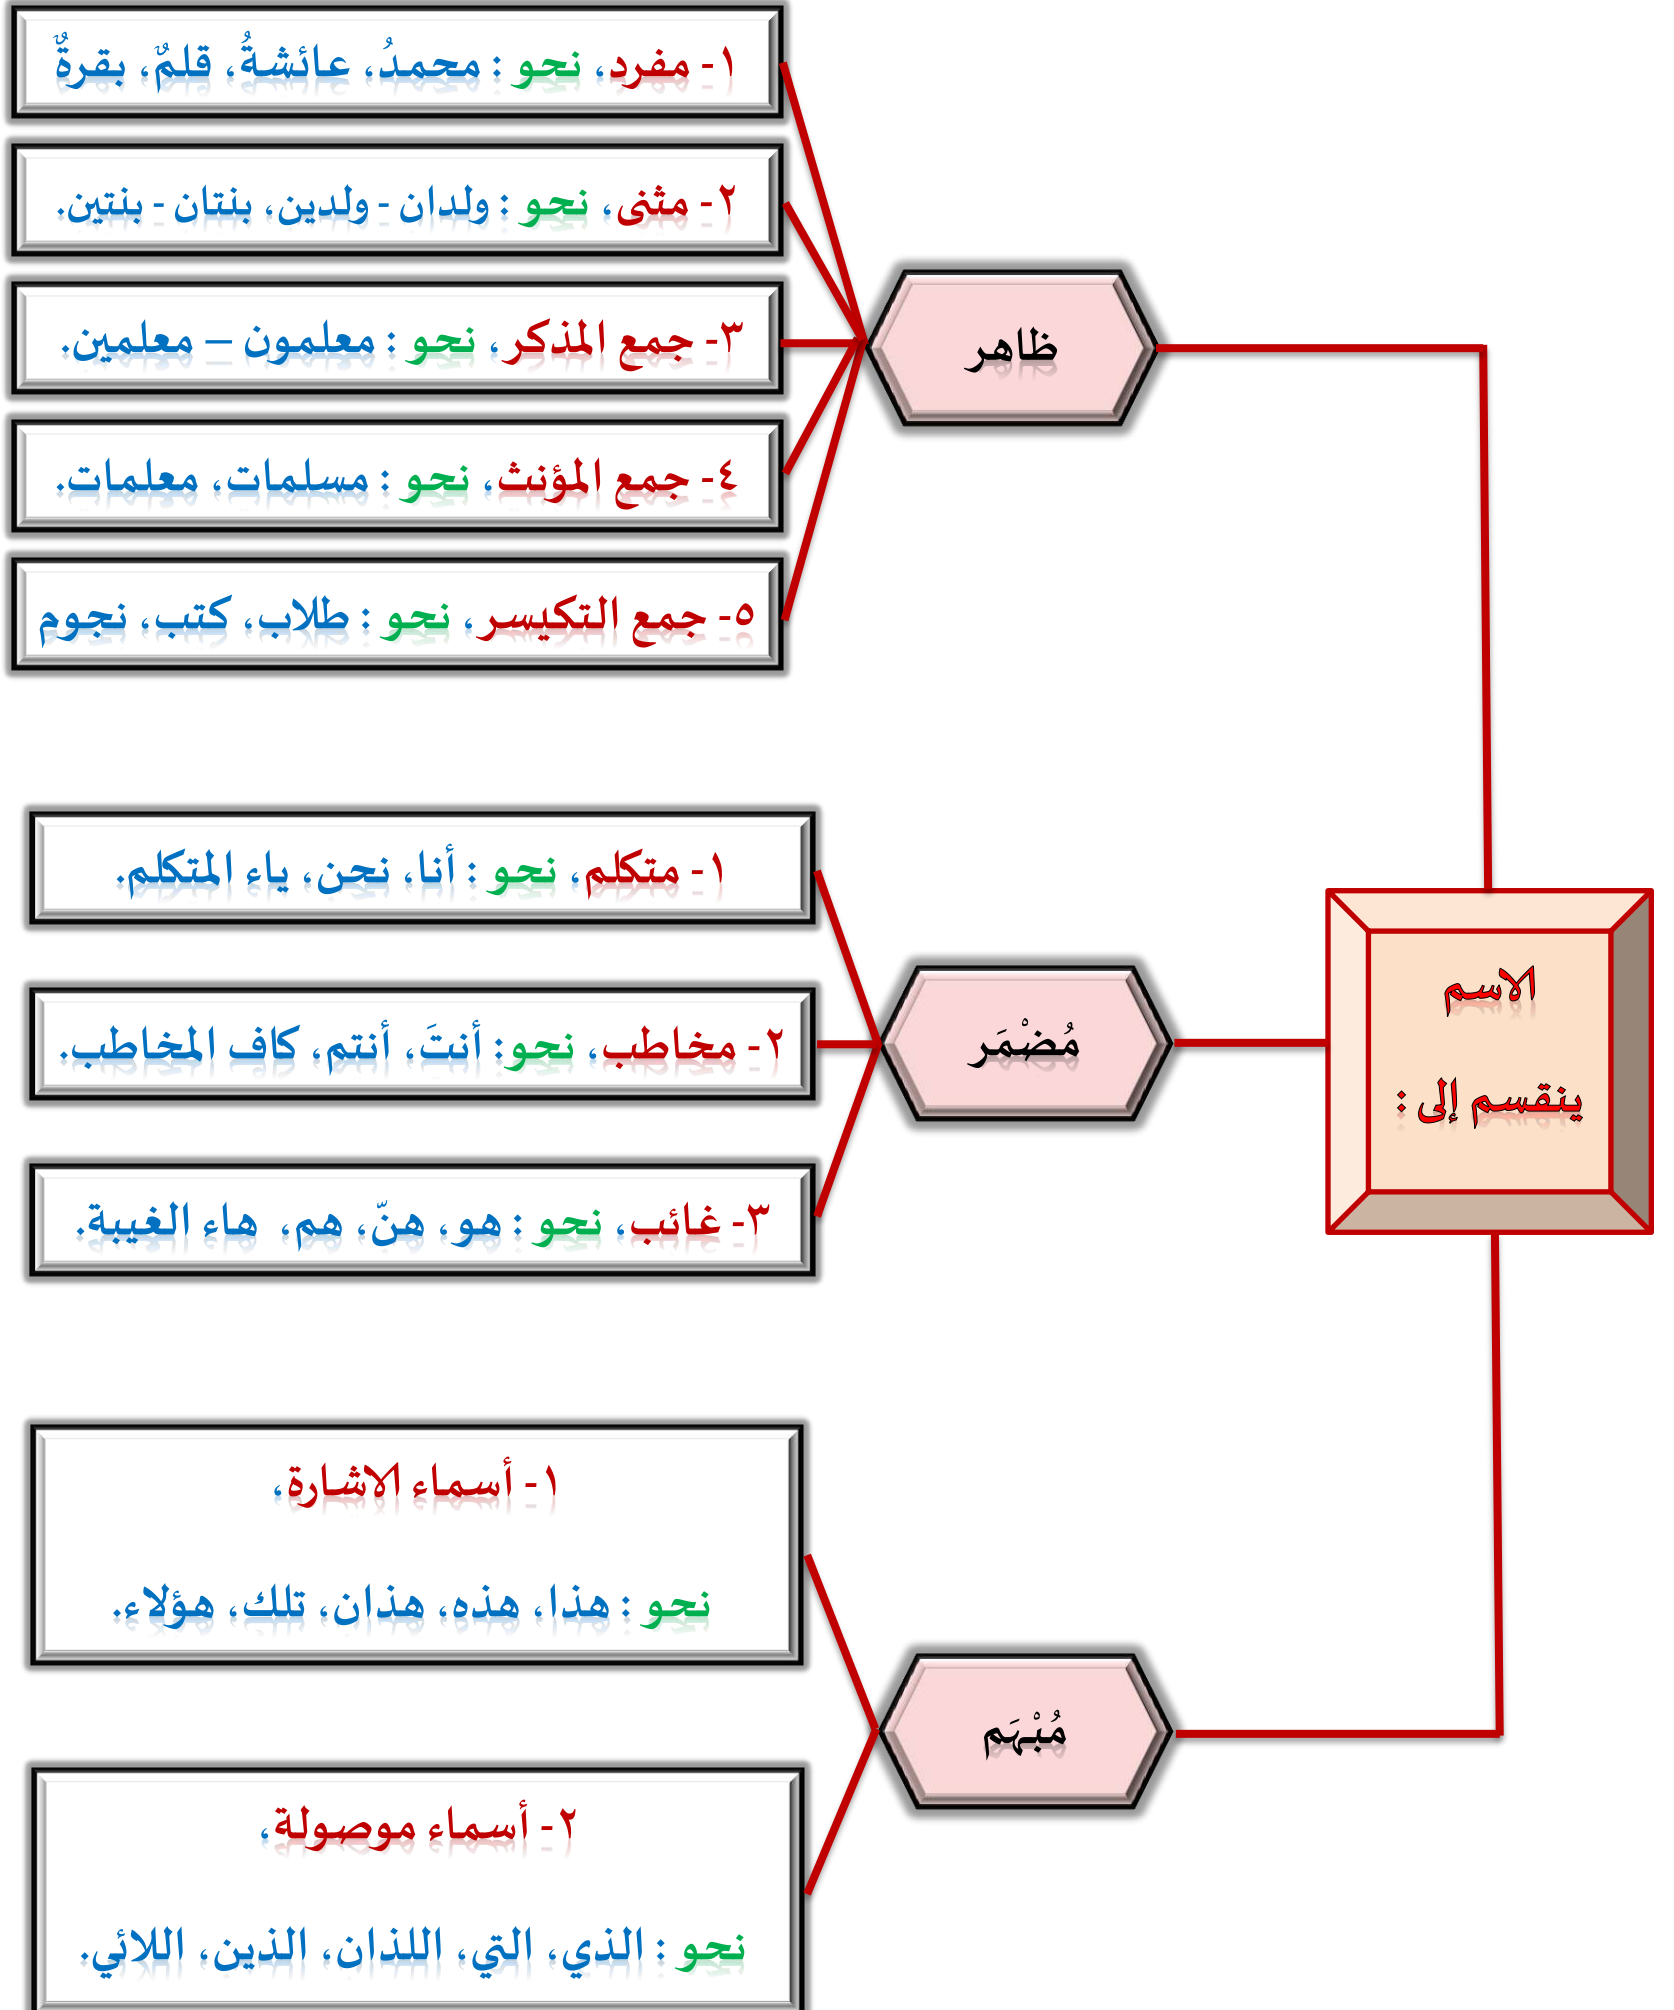 الاسم
ينقسم إلى :
ظاهر
١- مفرد، نحو : محمدُ، عائشةُ، قلمٌ، بقرةٌ
٢- مثنى، نحو : ولدان - ولدين، بنتان - بنتين.
٣- جمع المذكر، نحو : معلمون – معلمين.
٤- جمع المؤنث، نحو : مسلمات، معلمات.
٥- جمع التكيسر، نحو : طلاب، كتب، نجوم
مُضْمَر
١- متكلم، نحو : أنا، نحن، ياء المتكلم.
٢- مخاطب، نحو: أنتَ، أنتم، كاف المخاطب.
٣- غائب، نحو : هو، هنّ، هم، هاء الغيبة.
مُبْهَم
١- أسماء الاشارة،
نحو : هذا، هذه، هذان، تلك، هؤلاء.
٢- أسماء موصولة،
نحو : الذي، التي، اللذان، الذين، اللائي.